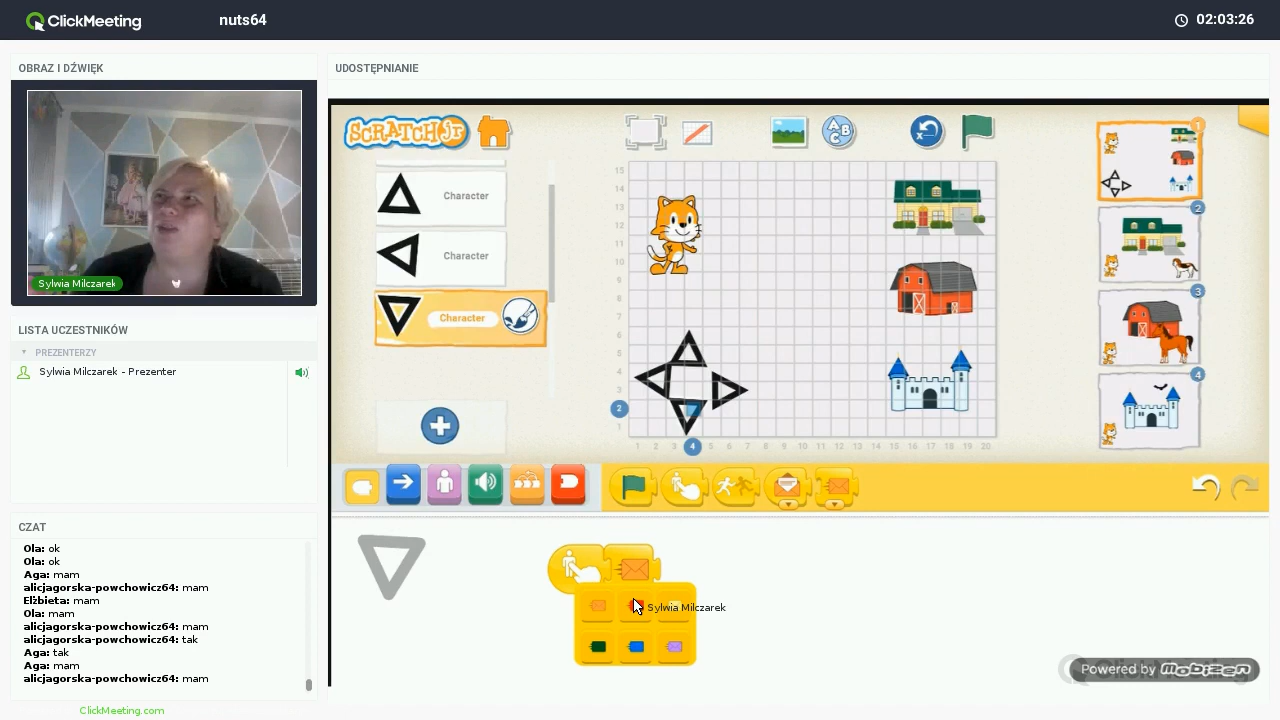 ClickMeeting
nuts64
02:03:26
OBRAZ I DŹWIĘK
Sylwia Milczarek
LISTA UCZESTNIKÓW
PREZENTERZY
Sylwia Milczarek - Prezenter
CZAT
Ola: ok
Ola: ok
Aga: mam
alicjagorska-powchowicz64: mam
Elżbieta: mam
Ola: mam
alicjagorska-powchowicz64: mam
alicjagorska-powchowicz64: tak
Aga: tak
Aga: mam
alicjagorska-powchowicz64: mam
ClickMeeting.com
UDOSTĘPNIANIE
SCRATCH Jr
Character
Character
Character
A B C
15
14
13
12
11
10
9
8
7
6
5
4
3
2
1
1 2 3 4 5 6 7 8 9 10 11 12 13 14 15 16 17 18 19 20
1
2
3
4
Sylwia Milczarek
Powered by Mobizen